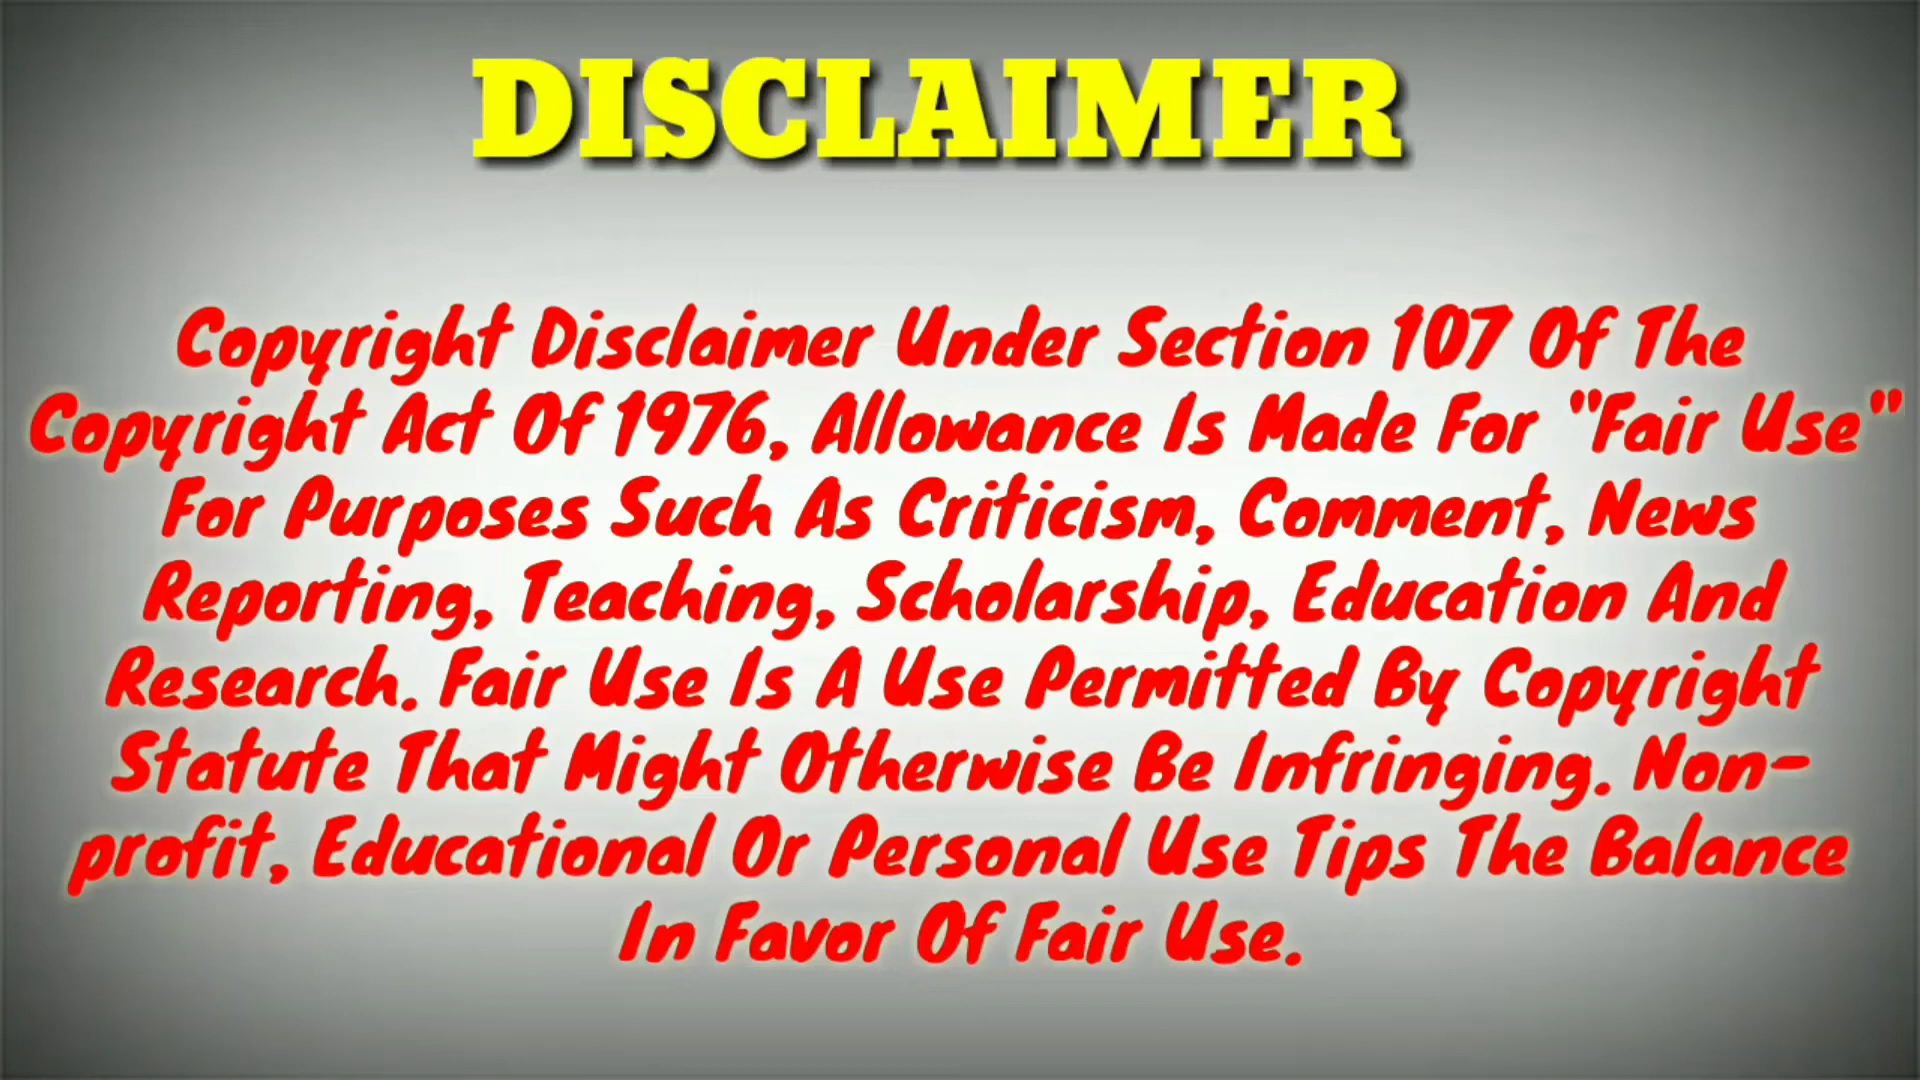 DISCLAIMER
Copyright Disclaimer Under Section 107 Of The
Copyright Act Of 1976, Allowance Is Made For "Fair Use"
For Purposes Such As Criticism, Comment, News
Reporting, Teaching, Scholarship, Education And
Research. Fair Use Is A Use Permitted By Copyright
Statute That Might Otherwise Be Infringing. Non-
profit, Educational Or Personal Use Tips The Balance
In Favor Of Fair Use.